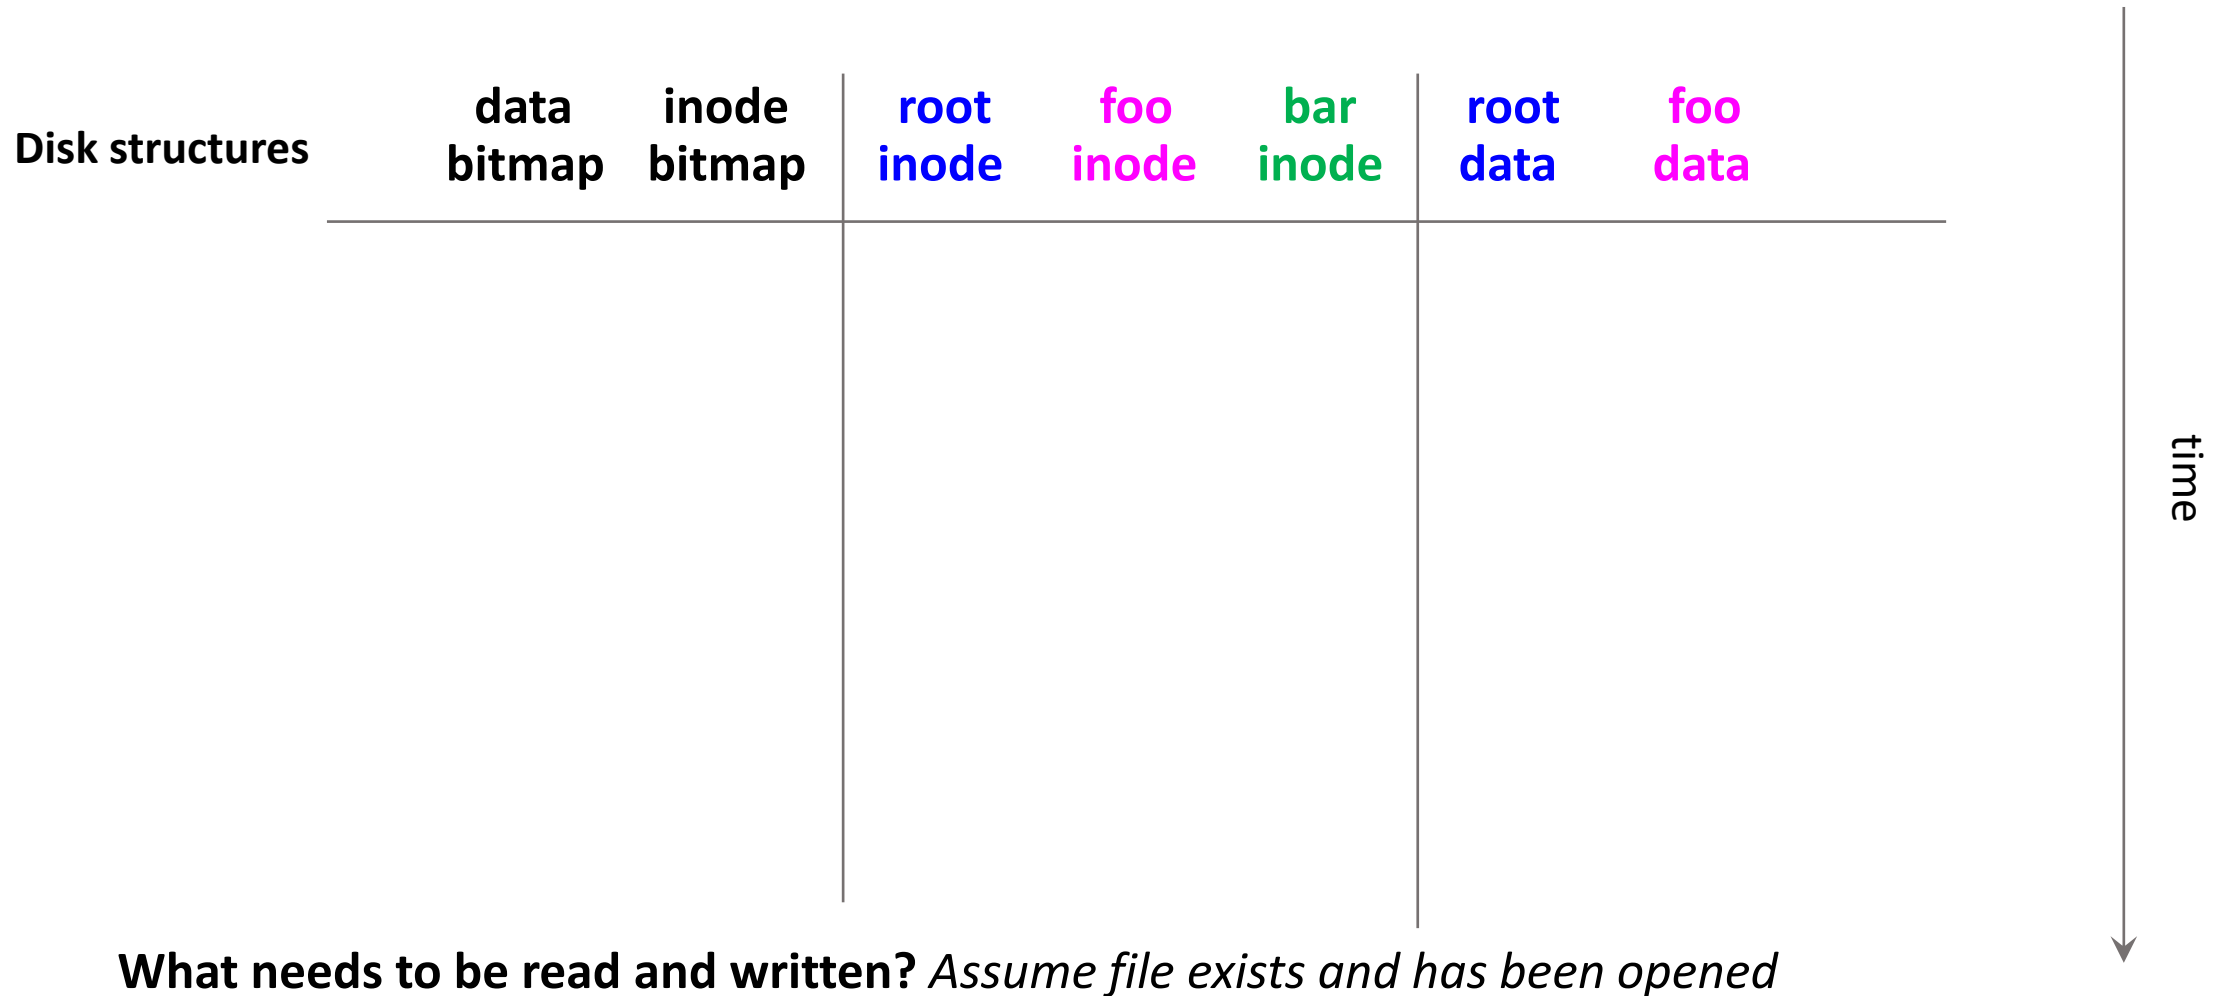 Disk structures
data bitmap
inode bitmap
root inode
foo inode
bar inode
root data
foo data
time
What needs to be read and written? Assume file exists and has been opened